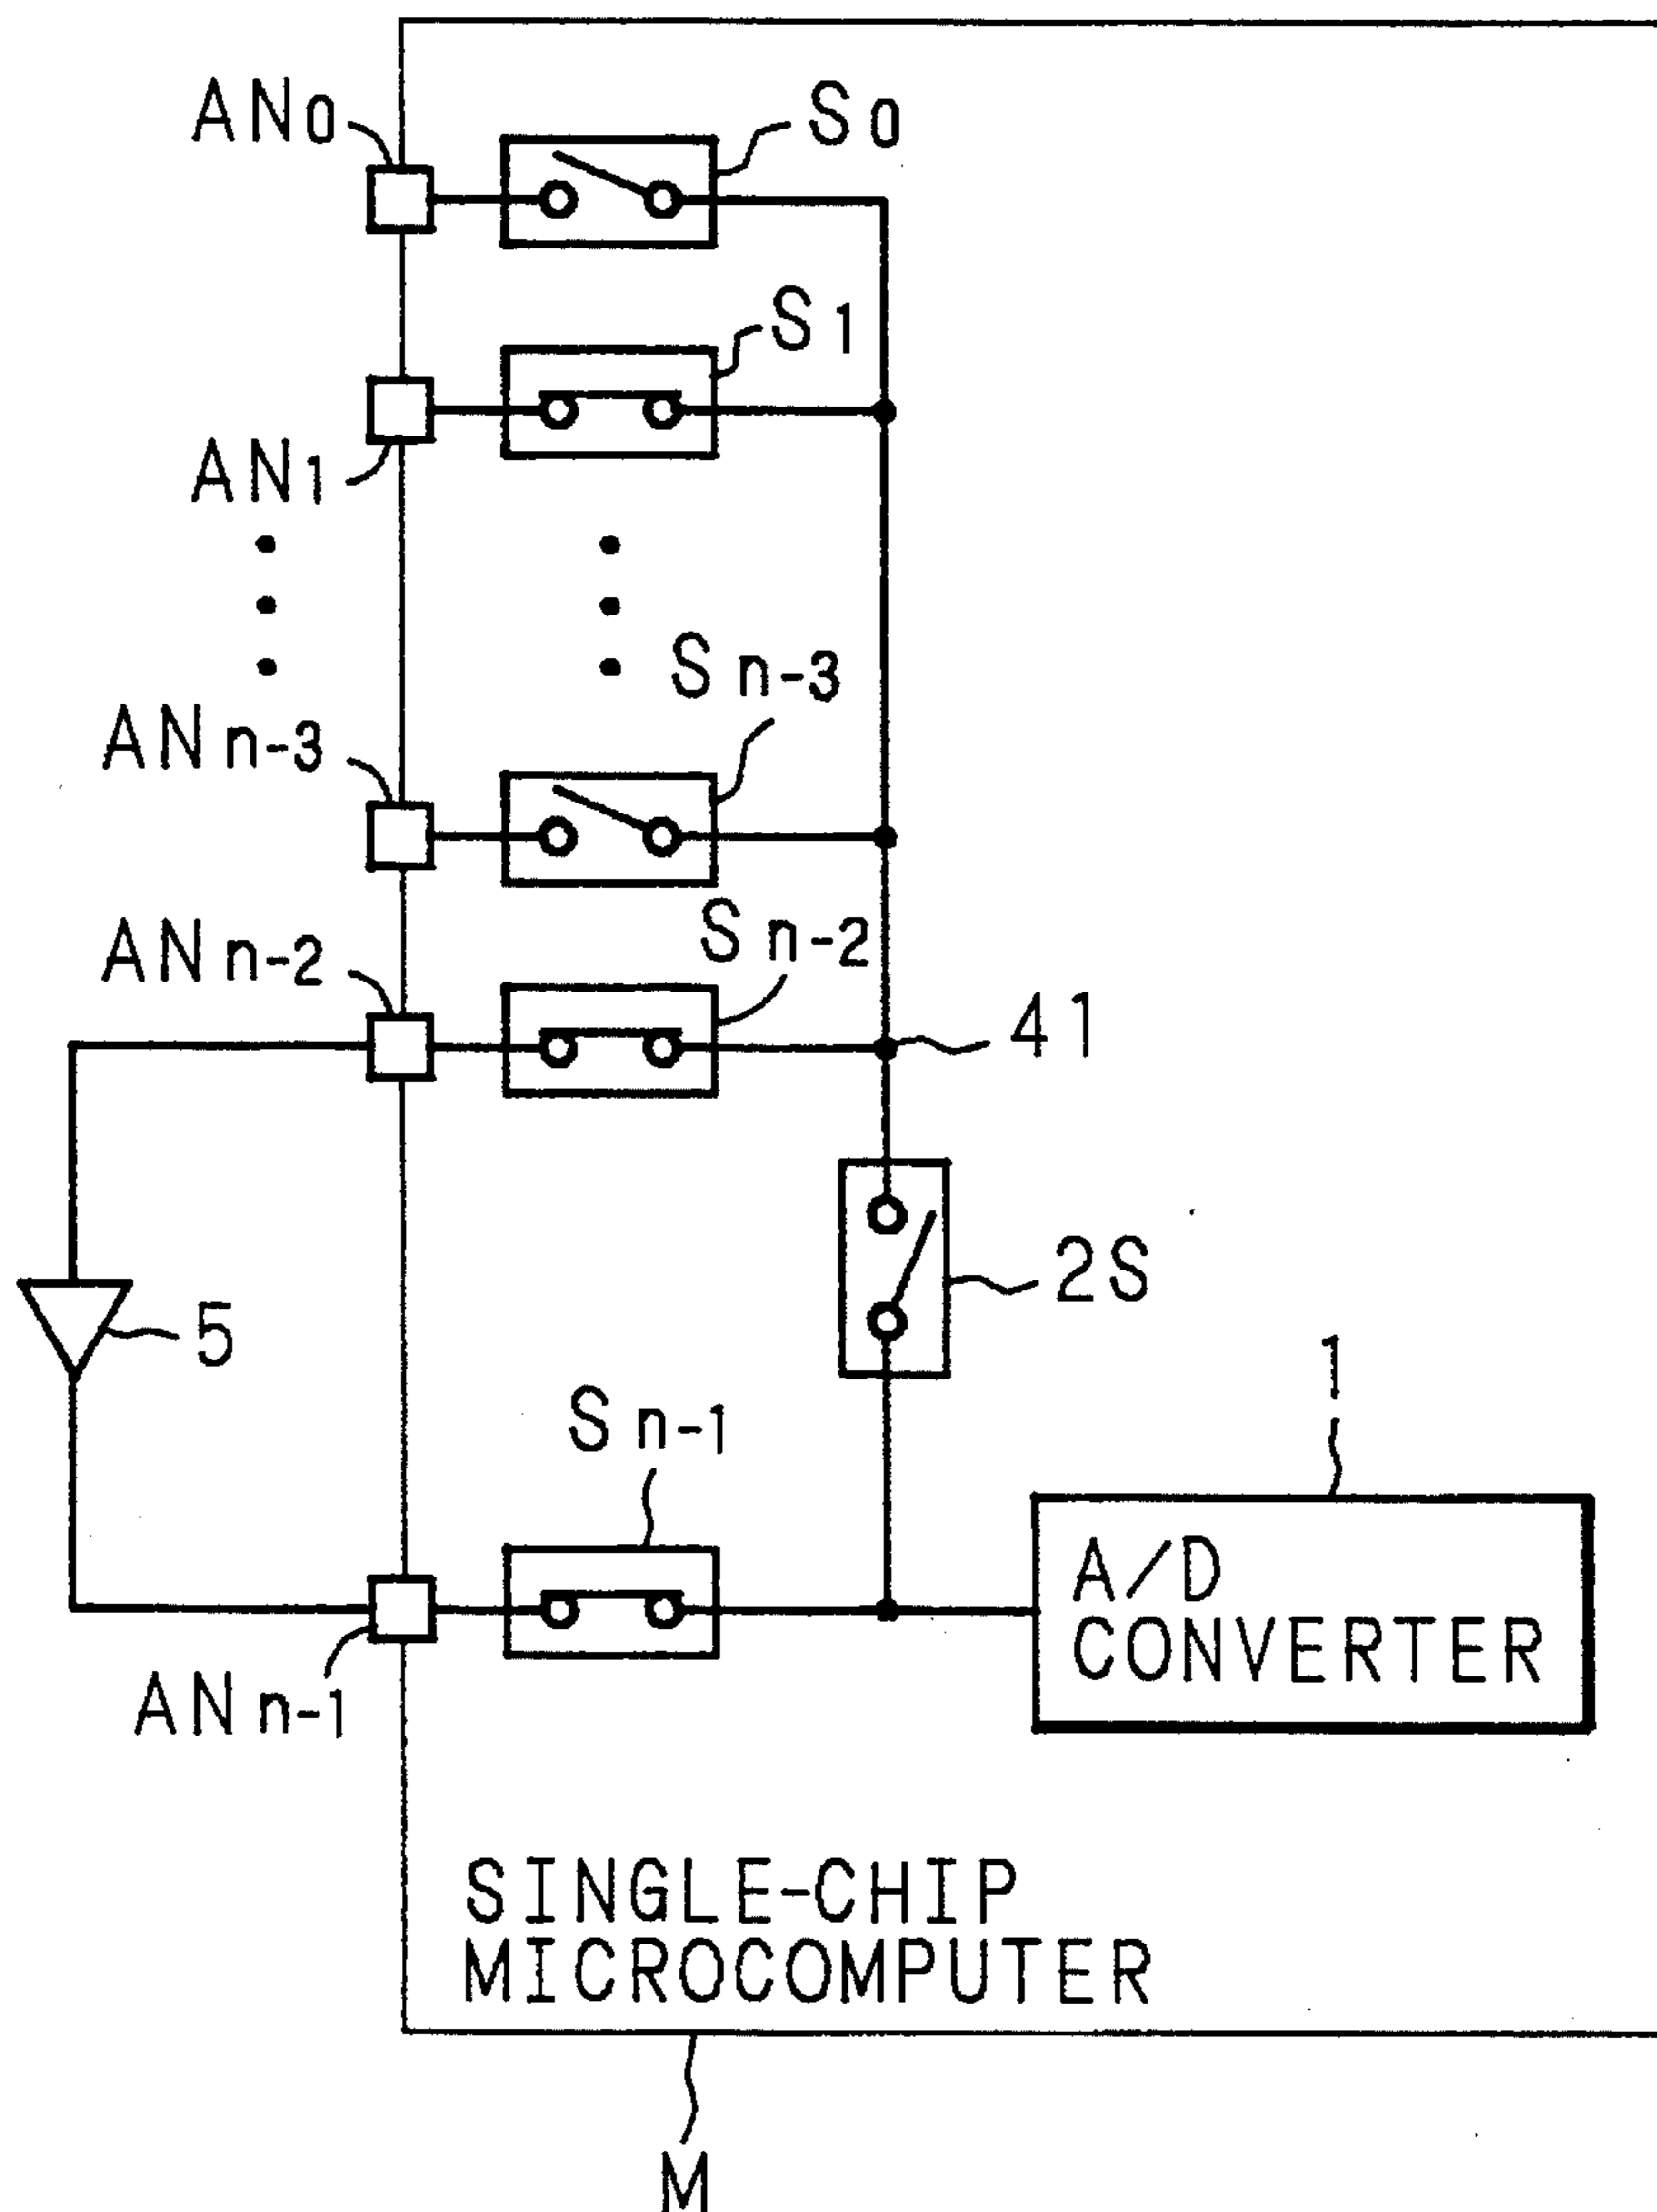 AN0
S0
S1
AN1
Sn-3
ANn-3
ANn-2
Sn-2
41
2S
5
1
Sn-1
A/D
CONVERTER
ANn-1
SINGLE-CHIP
MICROCOMPUTER
M